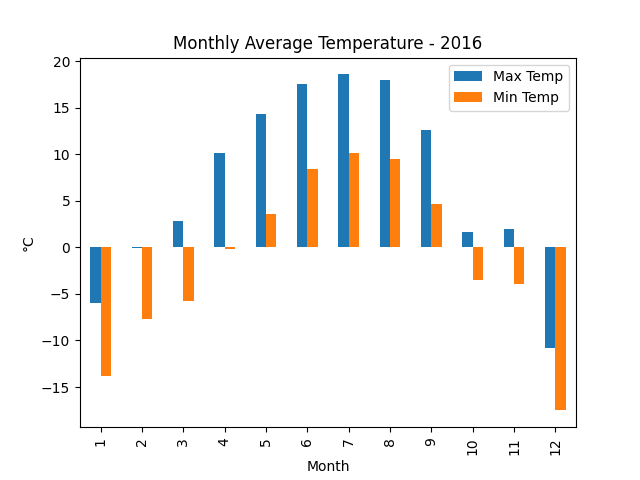 Monthly Average Temperature - 2016
Max Temp
Min Temp
20
15
10
5
0
−5
−10
−15
°C
1 2 3 4 5 6 7 8 9 10 11 12
Month